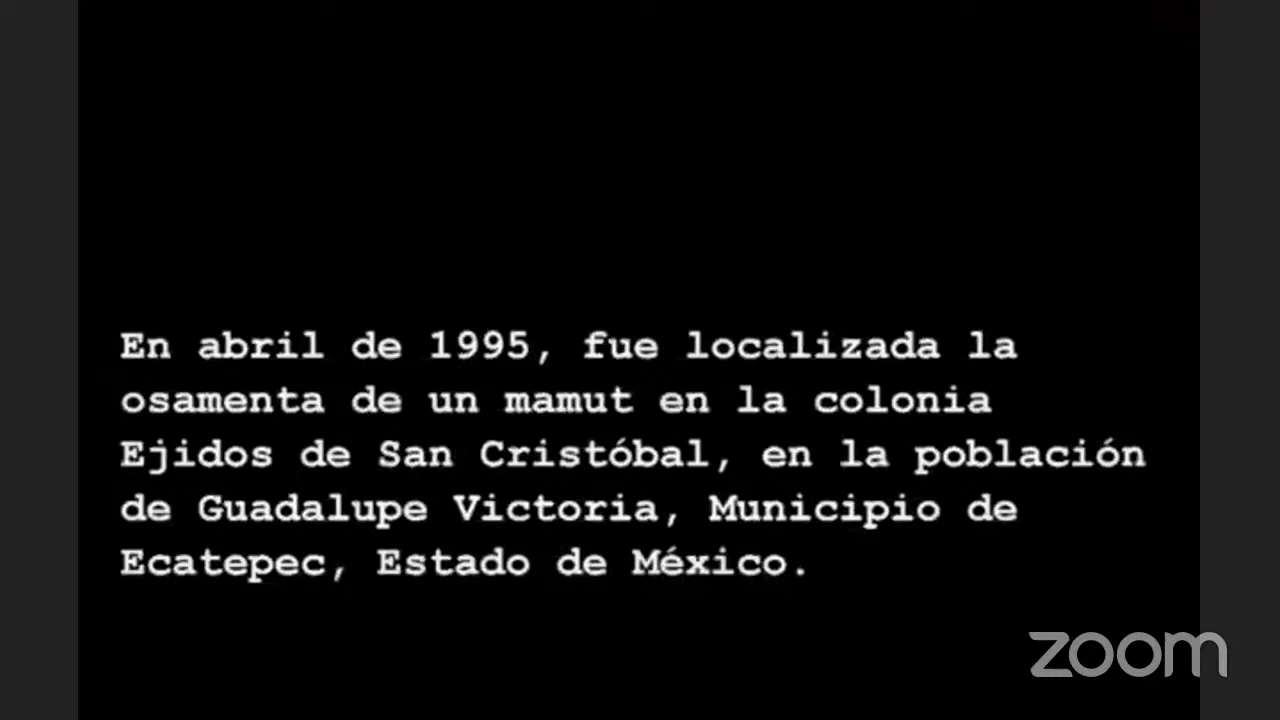 En abril de 1995, fue localizada la
osamenta de un mamut en la colonia
Ejidos de San Cristóbal, en la población
de Guadalupe Victoria, Municipio de
Ecatepec, Estado de México.
zoom